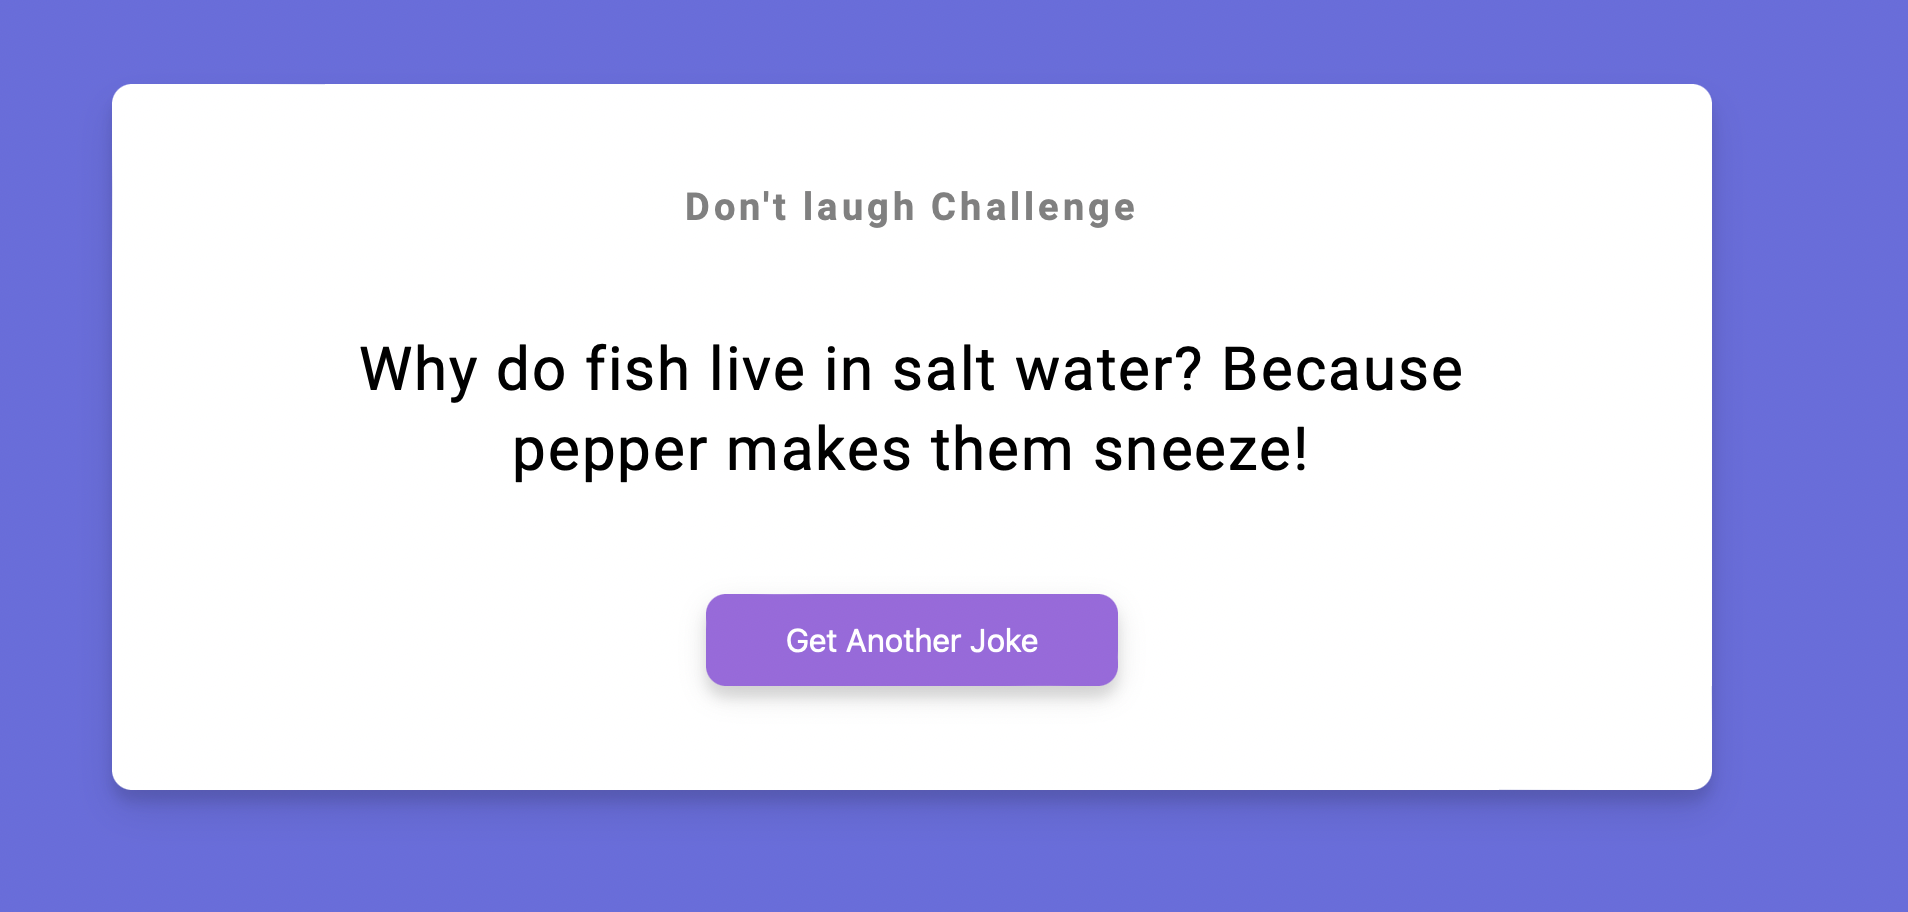 Don't laugh Challenge
Why do fish live in salt water? Because
pepper makes them sneeze!
Get Another Joke